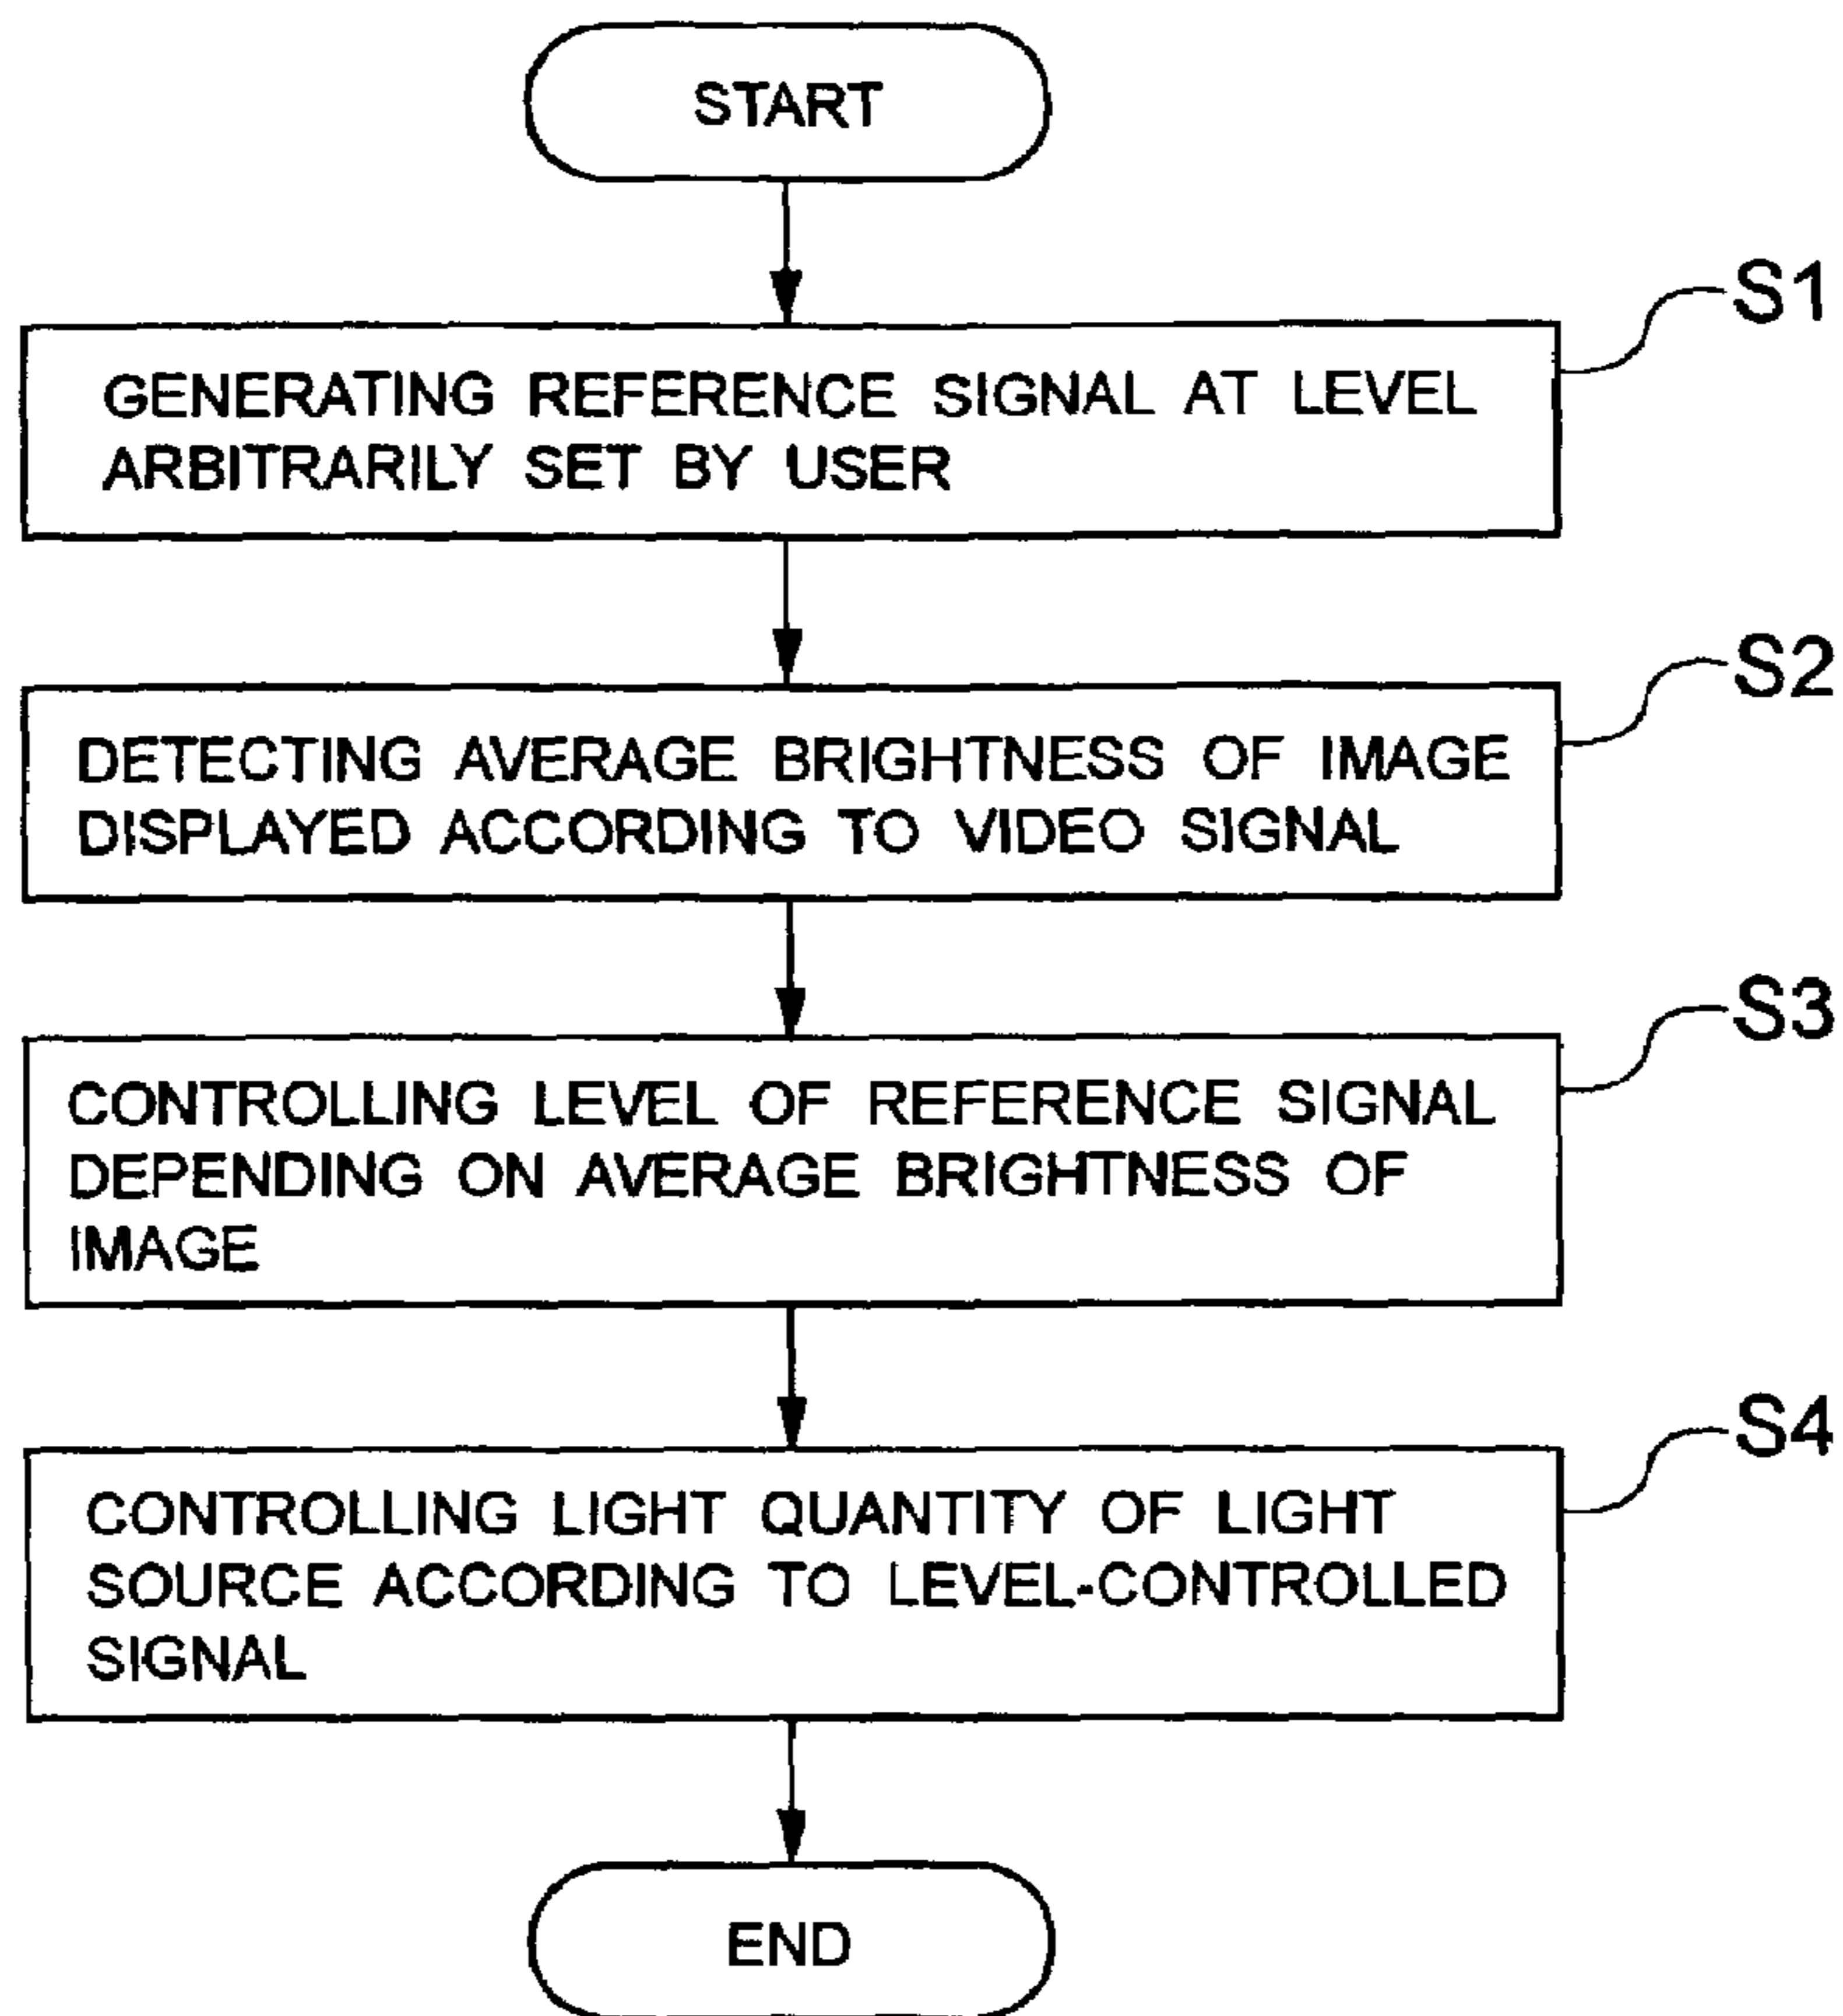 START
S1
GENERATING REFERENCE SIGNAL AT LEVEL
ARBITRARILY SET BY USER
S2
DETECTING AVERAGE BRIGHTNESS OF IMAGE
DISPLAYED ACCORDING TO VIDEO SIGNAL
S3
CONTROLLING LEVEL OF REFERENCE SIGNAL
DEPENDING ON AVERAGE BRIGHTNESS OF
IMAGE
S4
CONTROLLING LIGHT QUANTITY OF LIGHT
SOURCE ACCORDING TO LEVEL-CONTROLLED
SIGNAL
END